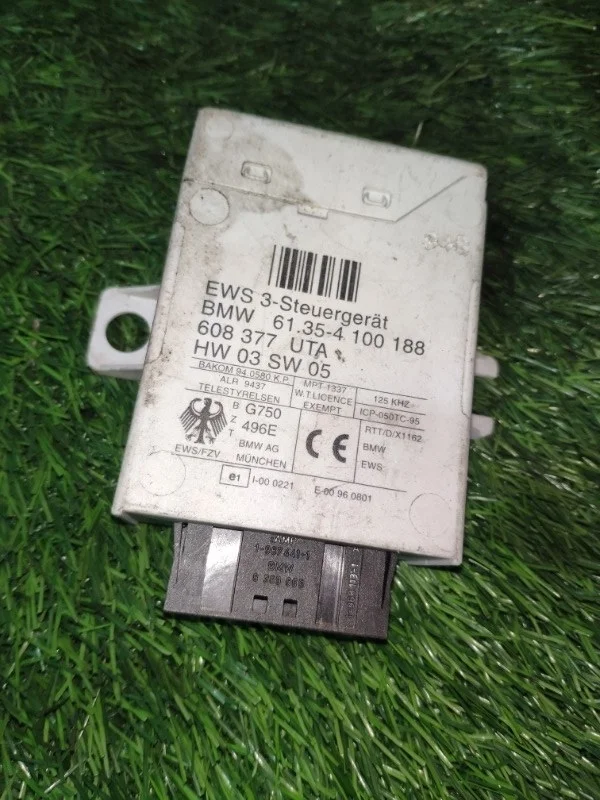 EWS 3-Steuergerät
BMW 61.35-4 100 188
608 377 UTA
HW 03 SW 05
BAKOM 94.0580.K.P.
ALR 9437
TELESTYRELSEN
MPT 1337
W.T.LICENCE
EXEMPT
125 KHZ
ICP-050TC-95
RTT/D/X1162
BMW
EWS
B Z T
G750
496E
BMW AG
MÜNCHEN
EWS/FZV
CE
e1 I-00 0221 E-00 96 0801
BMW